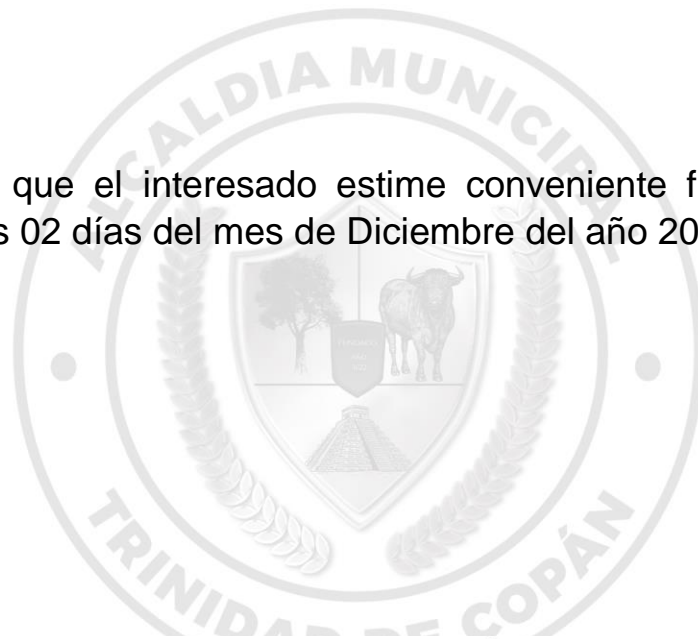 ALCALDIA MUNICIPAL
que el interesado estime conveniente f
s 02 días del mes de Diciembre del año 20
TRINIDAD DE COPÁN